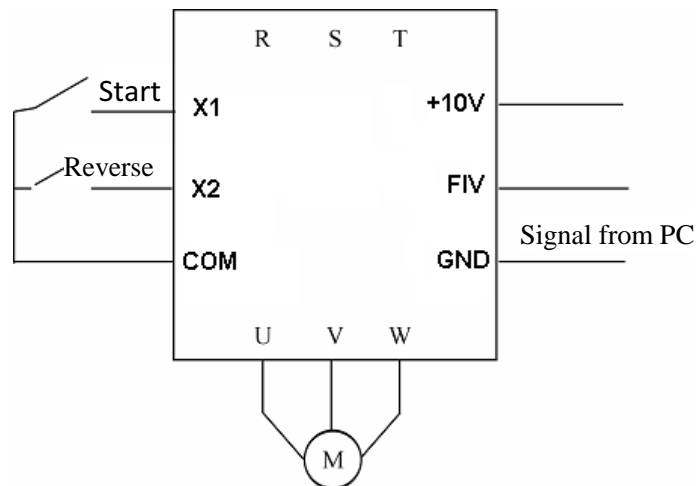 R S T
Start
X1
+10V
Reverse
X2
FIV
Signal from PC
COM
GND
U V W
M